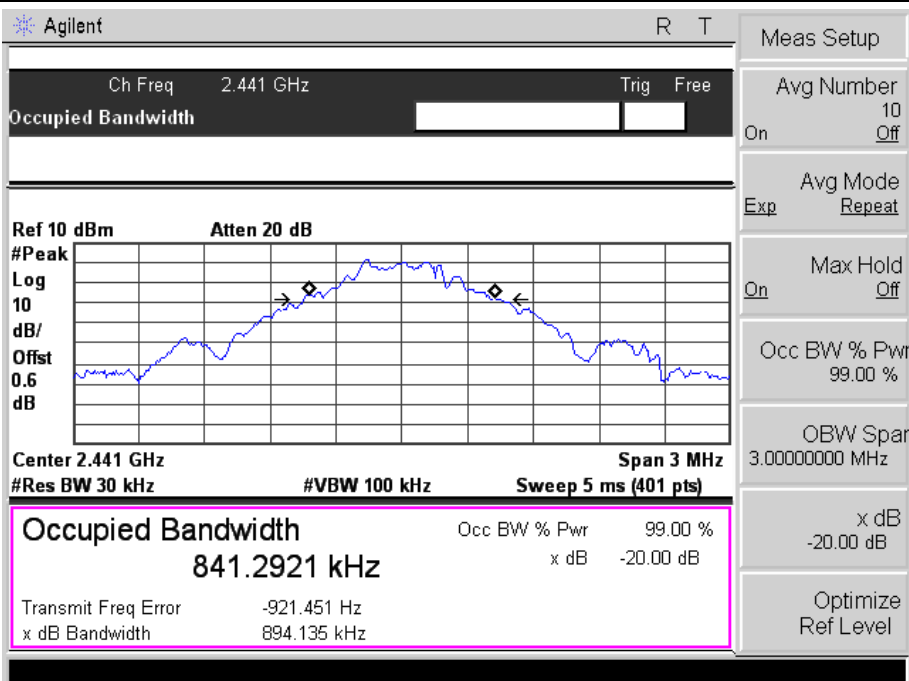 Agilent R T
Ch Freq 2.441 GHz Trig Free
Occupied Bandwidth
Ref 10 dBm Atten 20 dB
#Peak
Log
10
dB/
Offst
0.6
dB
Center 2.441 GHz Span 3 MHz
#Res BW 30 kHz #VBW 100 kHz Sweep 5 ms (401 pts)
Occupied Bandwidth Occ BW % Pwr 99.00 %
841.2921 kHz x dB -20.00 dB
Transmit Freq Error -921.451 Hz
x dB Bandwidth 894.135 kHz
Meas Setup
Avg Number
10
On Off
Avg Mode
Exp Repeat
Max Hold
On Off
Occ BW % Pwr
99.00 %
OBW Span
3.00000000 MHz
x dB
-20.00 dB
Optimize
Ref Level